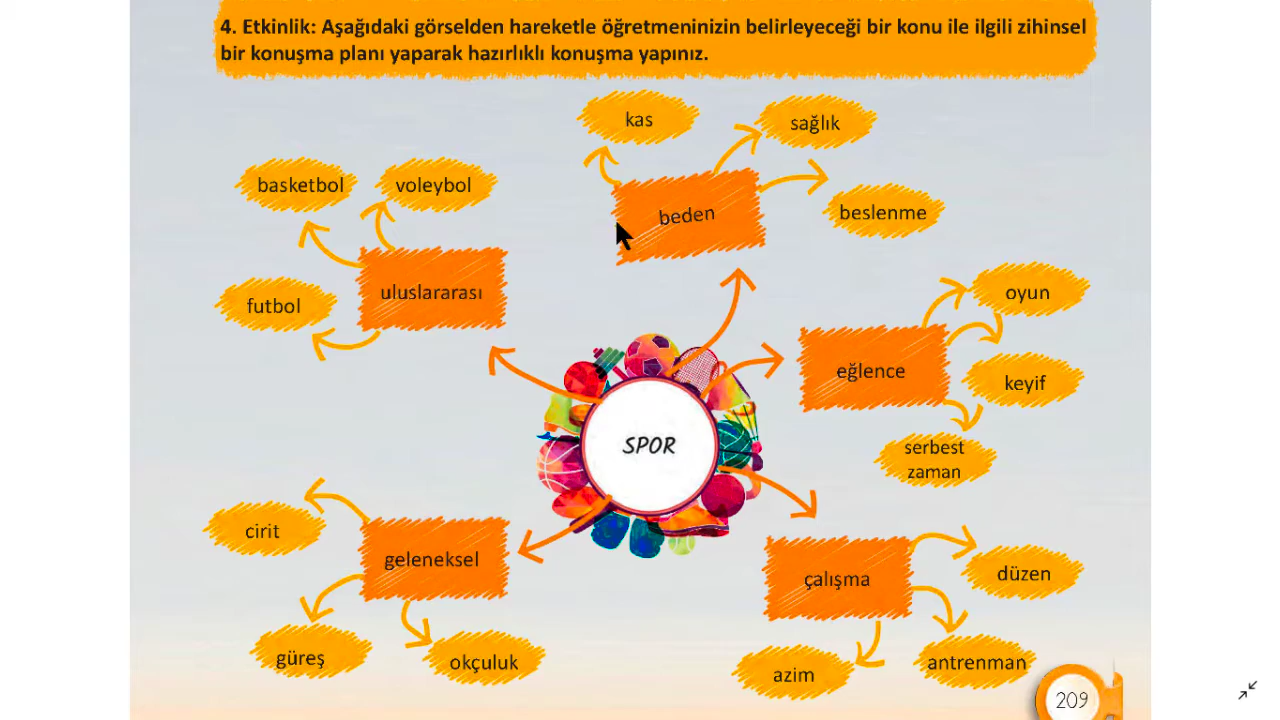 4. Etkinlik: Aşağıdaki görselden hareketle öğretmeninizin belirleyeceği bir konu ile ilgili zihinsel
bir konuşma planı yaparak hazırlıklı konuşma yapınız.
kas
sağlık
beslenme
beden
basketbol
voleybol
futbol
uluslararası
oyun
keyif
serbest
zaman
eğlence
SPOR
cirit
geleneksel
güreş
okçuluk
çalışma
düzen
antrenman
azim
209